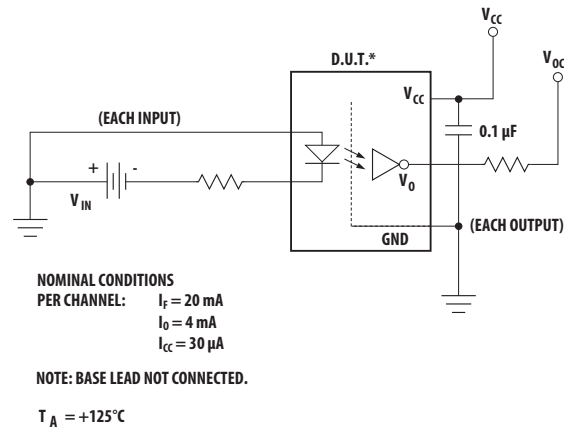 V_CC
V_OC
D.U.T.*
V_CC
(EACH INPUT)
0.1 µF
+ -
V_IN
V_O
(EACH OUTPUT)
GND
NOMINAL CONDITIONS
PER CHANNEL: I_F = 20 mA
I_O = 4 mA
I_CC = 30 µA
NOTE: BASE LEAD NOT CONNECTED.
T_A = +125°C